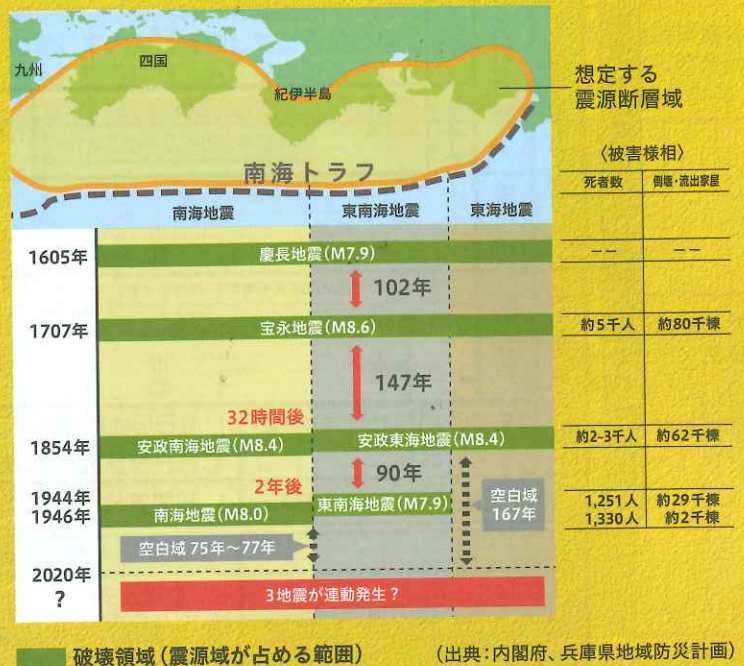 九州
四国
紀伊半島
想定する
震源断層域
南海トラフ
〈被害様相〉
死者数 倒壊・流出家屋
南海地震 東南海地震 東海地震
1605年 慶長地震(M7.9) -- --
102年
1707年 宝永地震(M8.6) 約5千人 約80千棟
147年
32時間後
1854年 安政南海地震(M8.4) 安政東海地震(M8.4) 約2~3千人 約62千棟
2年後 90年
1944年 東南海地震(M7.9) 1,251人 約29千棟
1946年 南海地震(M8.0) 1,330人 約2千棟
空白域
167年
空白域 75年〜77年
2020年
?
3地震が連動発生?
破壊領域(震源域が占める範囲) (出典:内閣府、兵庫県地域防災計画)